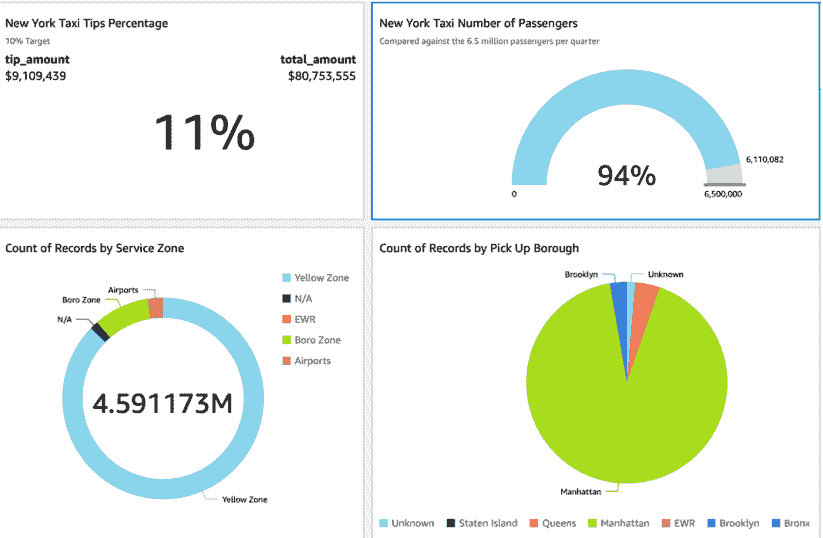 New York Taxi Tips Percentage
10% Target
tip_amount total_amount
$9,109,439 $80,753,555
11%
New York Taxi Number of Passengers
Compared against the 6.5 million passengers per quarter
6,110,082
94%
0 6,500,000
Count of Records by Service Zone
Airports
Boro Zone
N/A
4.591173M
Yellow Zone
Yellow Zone
N/A
EWR
Boro Zone
Airports
Count of Records by Pick Up Borough
Brooklyn Unknown
Manhattan
Unknown Staten Island Queens Manhattan EWR Brooklyn Bronx